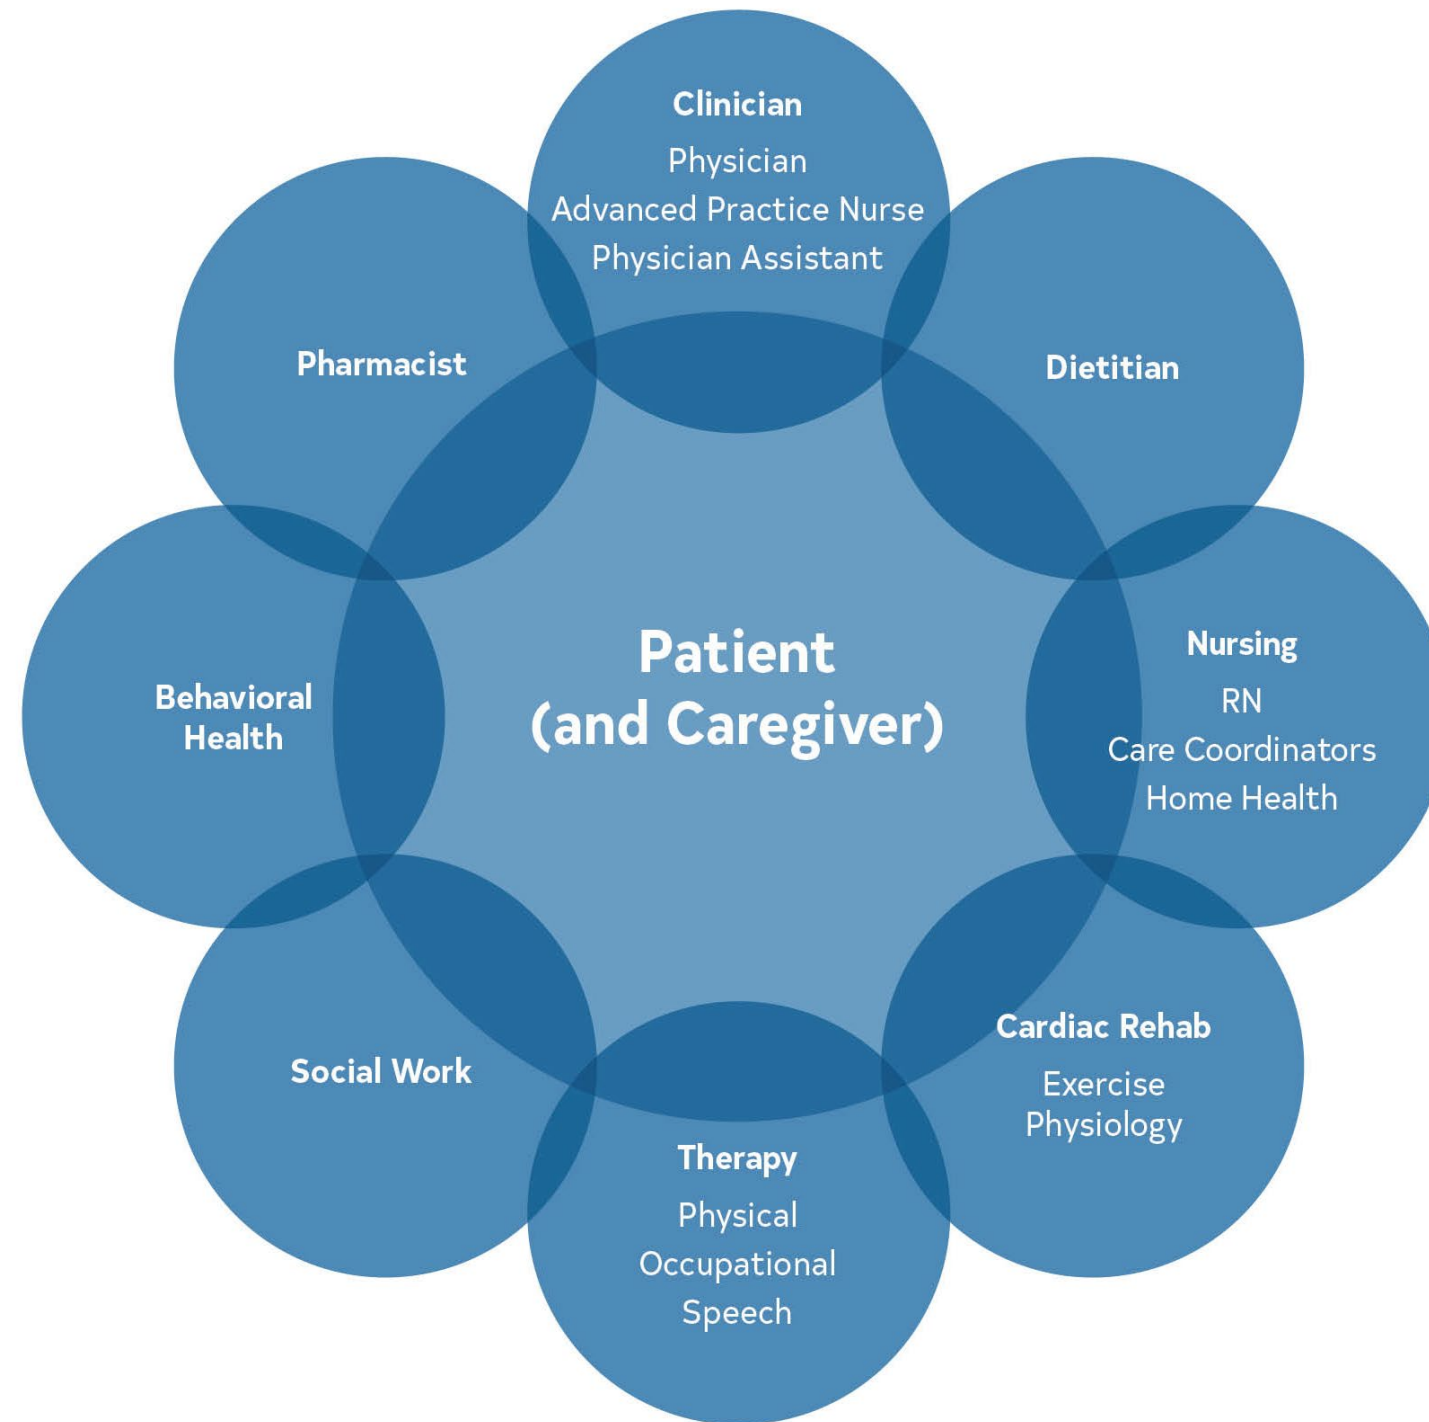 Clinician
Physician
Advanced Practice Nurse
Physician Assistant
Pharmacist
Dietitian
Patient
(and Caregiver)
Nursing
RN
Care Coordinators
Home Health
Behavioral
Health
Cardiac Rehab
Exercise
Physiology
Social Work
Therapy
Physical
Occupational
Speech